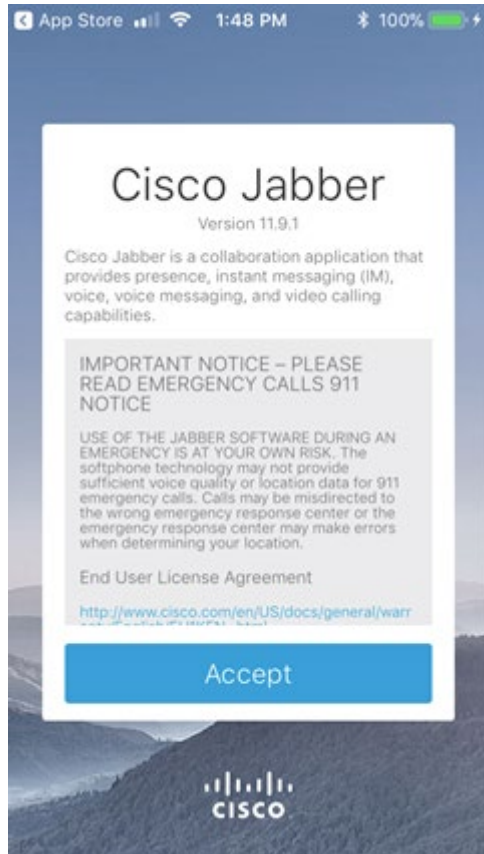 App Store 1:48 PM 100%
Cisco Jabber
Version 11.9.1
Cisco Jabber is a collaboration application that
provides presence, instant messaging (IM),
voice, voice messaging, and video calling
capabilities.
IMPORTANT NOTICE – PLEASE
READ EMERGENCY CALLS 911
NOTICE
USE OF THE JABBER SOFTWARE DURING AN
EMERGENCY IS AT YOUR OWN RISK. The
softphone technology may not provide
sufficient voice quality or location data for 911
emergency calls. Calls may be misdirected to
the wrong emergency response center or the
emergency response center may make errors
when determining your location.
End User License Agreement
http://www.cisco.com/en/US/docs/general/warr
Accept
CISCO